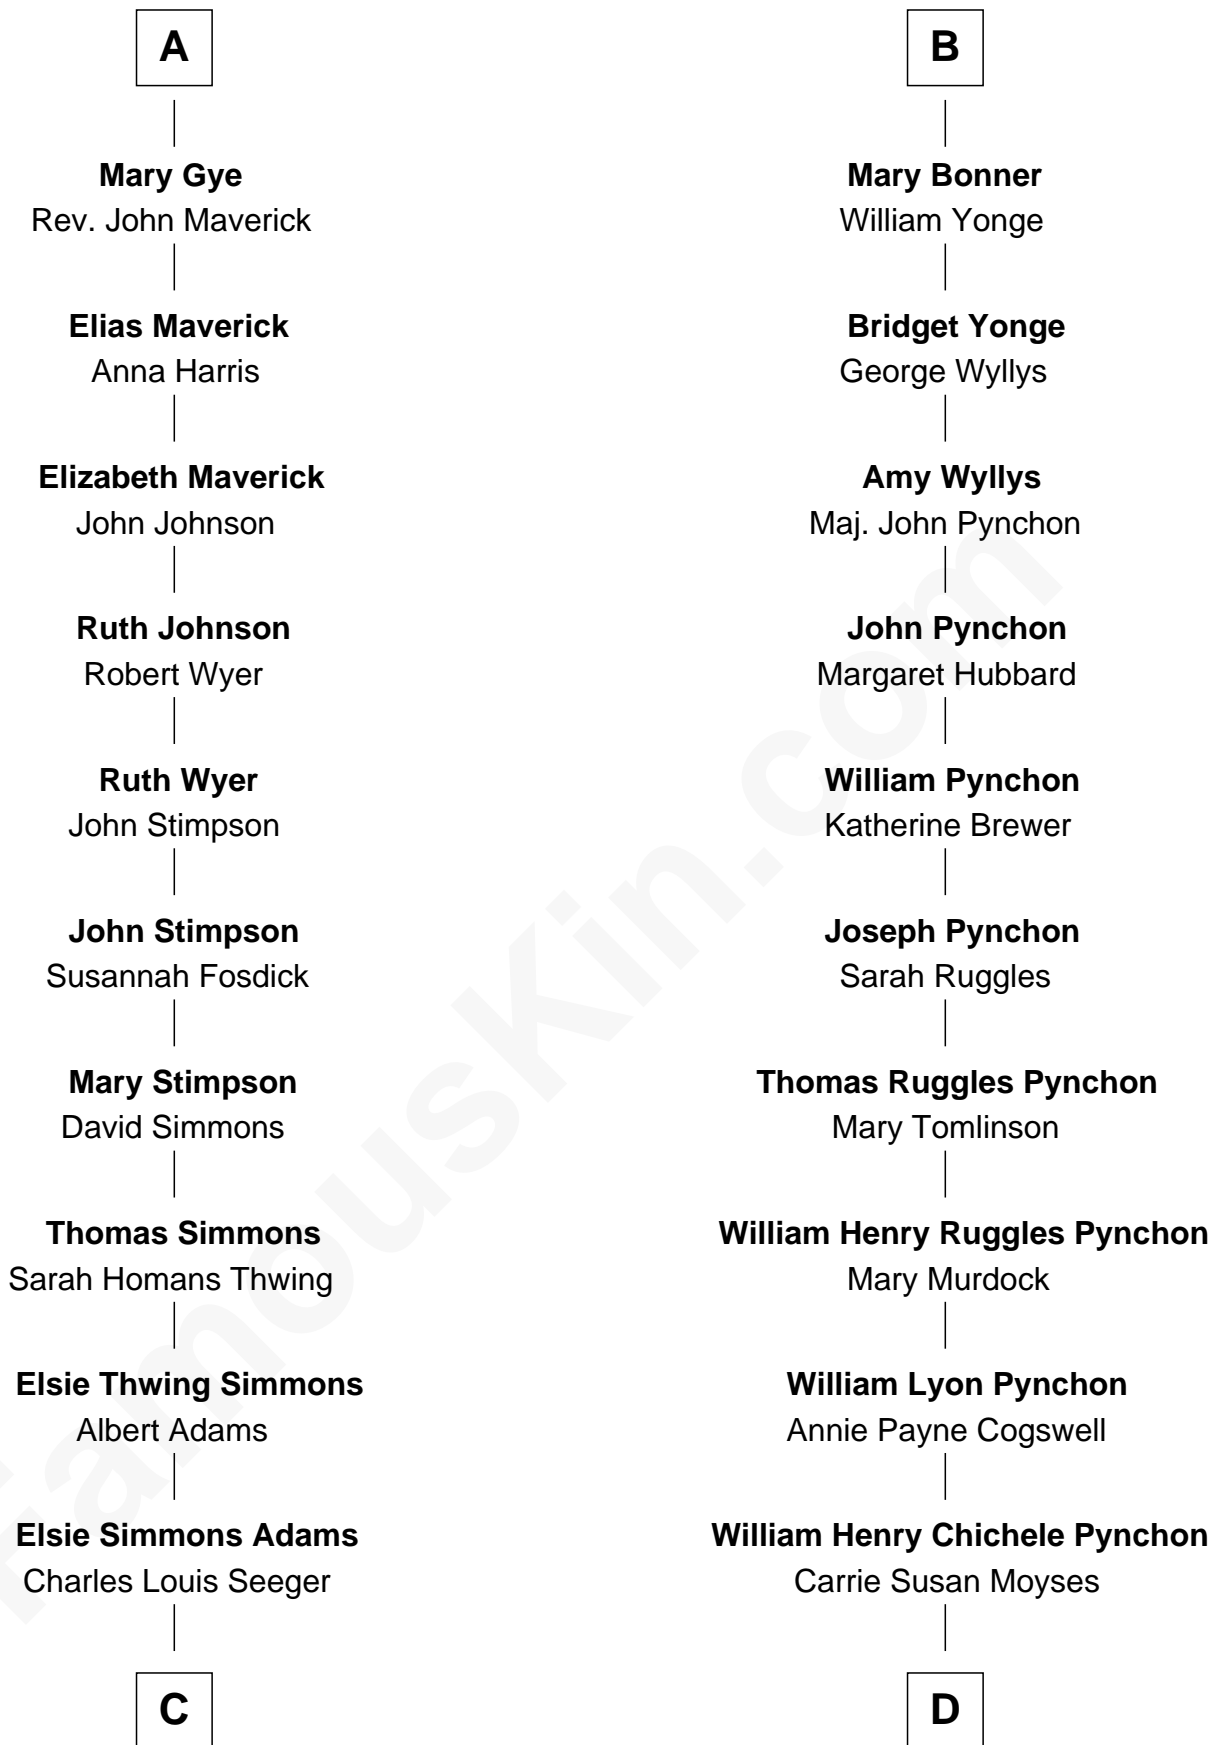 A
Mary Gye
Rev. John Maverick
Elias Maverick
Anna Harris
Elizabeth Maverick
John Johnson
Ruth Johnson
Robert Wyer
Ruth Wyer
John Stimpson
John Stimpson
Susannah Fosdick
Mary Stimpson
David Simmons
Thomas Simmons
Sarah Homans Thwing
Elsie Thwing Simmons
Albert Adams
Elsie Simmons Adams
Charles Louis Seeger
C
B
Mary Bonner
William Yonge
Bridget Yonge
George Wyllys
Amy Wyllys
Maj. John Pynchon
John Pynchon
Margaret Hubbard
William Pynchon
Katherine Brewer
Joseph Pynchon
Sarah Ruggles
Thomas Ruggles Pynchon
Mary Tomlinson
William Henry Ruggles Pynchon
Mary Murdock
William Lyon Pynchon
Annie Payne Cogswell
William Henry Chichele Pynchon
Carrie Susan Moyses
D
FamousKin.com